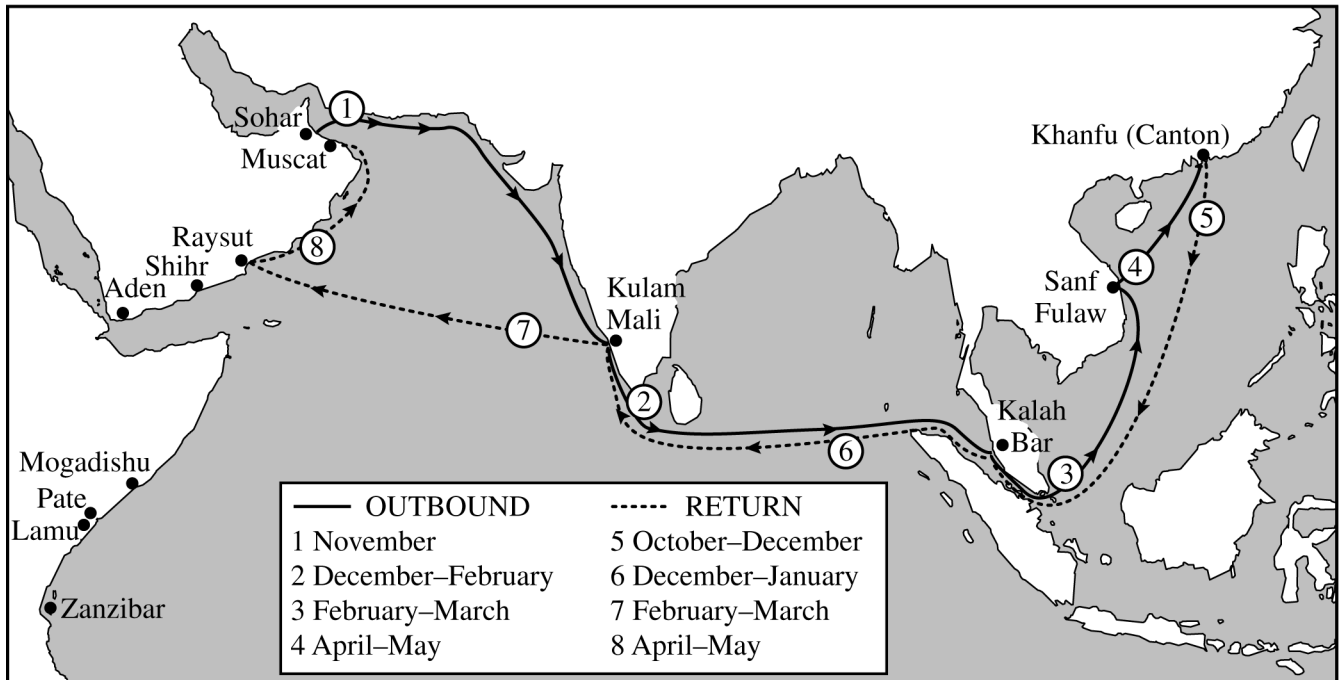 Sohar
1
Muscat
Khanfu (Canton)
5
Raysut
8
Shihr
Aden
4
Sanf
Fulaw
Kulam
Mali
7
2
Kalah
Bar
6
3
Mogadishu
Pate
Lamu
Zanzibar
OUTBOUND
1 November
2 December–February
3 February–March
4 April–May
RETURN
5 October–December
6 December–January
7 February–March
8 April–May